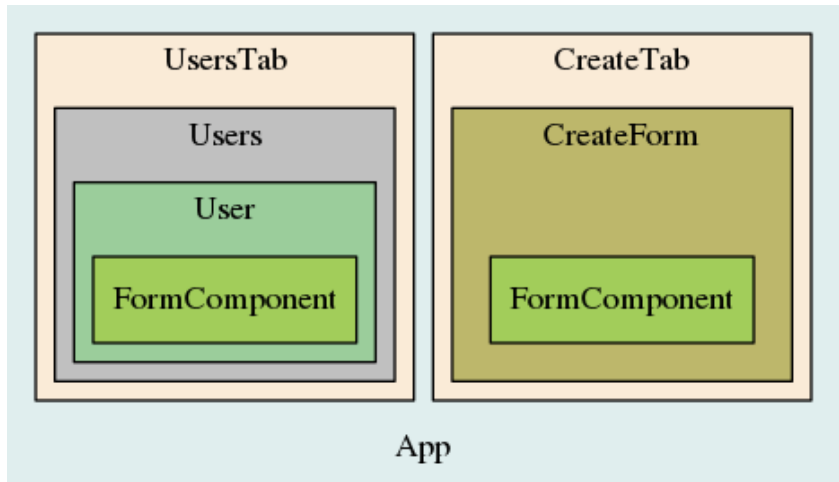 UsersTab
Users
User
FormComponent
CreateTab
CreateForm
FormComponent
App